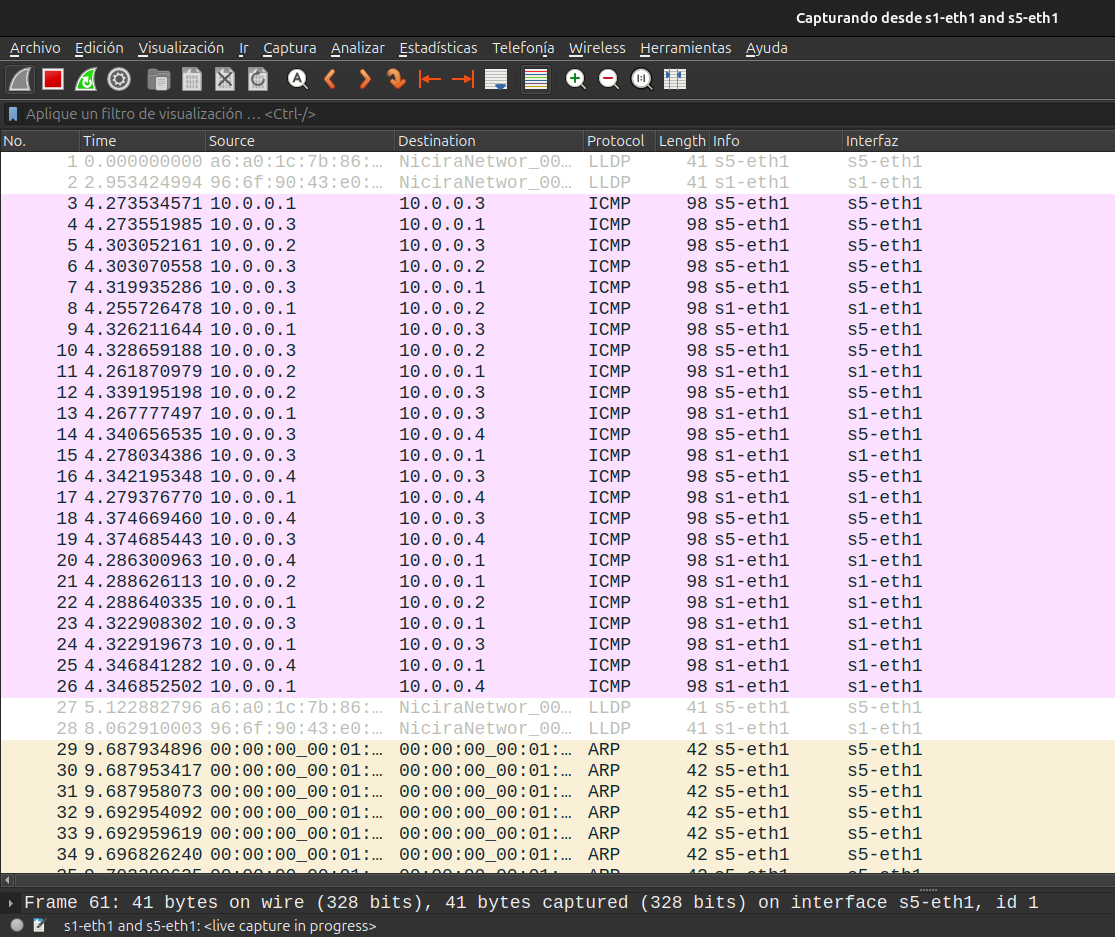 Capturando desde s1-eth1 and s5-eth1
Archivo Edición Visualización Ir Captura Analizar Estadísticas Telefonía Wireless Herramientas Ayuda
Aplique un filtro de visualización … <Ctrl-/>
No. Time Source Destination Protocol Length Info Interfaz
1 0.000000000 a6:a0:1c:7b:86:… NiciraNetwor_00… LLDP 41 s5-eth1 s5-eth1
2 2.953424994 96:6f:90:43:e0:… NiciraNetwor_00… LLDP 41 s1-eth1 s1-eth1
3 4.273534571 10.0.0.1 10.0.0.3 ICMP 98 s5-eth1 s5-eth1
4 4.273551985 10.0.0.3 10.0.0.1 ICMP 98 s5-eth1 s5-eth1
5 4.303052161 10.0.0.2 10.0.0.3 ICMP 98 s5-eth1 s5-eth1
6 4.303070558 10.0.0.3 10.0.0.2 ICMP 98 s5-eth1 s5-eth1
7 4.319935286 10.0.0.3 10.0.0.1 ICMP 98 s5-eth1 s5-eth1
8 4.255726478 10.0.0.1 10.0.0.2 ICMP 98 s1-eth1 s1-eth1
9 4.326211644 10.0.0.1 10.0.0.3 ICMP 98 s5-eth1 s5-eth1
10 4.328659188 10.0.0.3 10.0.0.2 ICMP 98 s5-eth1 s5-eth1
11 4.261870979 10.0.0.2 10.0.0.1 ICMP 98 s1-eth1 s1-eth1
12 4.339195198 10.0.0.2 10.0.0.3 ICMP 98 s5-eth1 s5-eth1
13 4.267777497 10.0.0.1 10.0.0.3 ICMP 98 s1-eth1 s1-eth1
14 4.340656535 10.0.0.3 10.0.0.4 ICMP 98 s5-eth1 s5-eth1
15 4.278034386 10.0.0.3 10.0.0.1 ICMP 98 s1-eth1 s1-eth1
16 4.342195348 10.0.0.4 10.0.0.3 ICMP 98 s5-eth1 s5-eth1
17 4.279376770 10.0.0.1 10.0.0.4 ICMP 98 s1-eth1 s1-eth1
18 4.374669460 10.0.0.4 10.0.0.3 ICMP 98 s5-eth1 s5-eth1
19 4.374685443 10.0.0.3 10.0.0.4 ICMP 98 s5-eth1 s5-eth1
20 4.286300963 10.0.0.4 10.0.0.1 ICMP 98 s1-eth1 s1-eth1
21 4.288626113 10.0.0.2 10.0.0.1 ICMP 98 s1-eth1 s1-eth1
22 4.288640335 10.0.0.1 10.0.0.2 ICMP 98 s1-eth1 s1-eth1
23 4.322908302 10.0.0.3 10.0.0.1 ICMP 98 s1-eth1 s1-eth1
24 4.322919673 10.0.0.1 10.0.0.3 ICMP 98 s1-eth1 s1-eth1
25 4.346841282 10.0.0.4 10.0.0.1 ICMP 98 s1-eth1 s1-eth1
26 4.346852502 10.0.0.1 10.0.0.4 ICMP 98 s1-eth1 s1-eth1
27 5.122882796 a6:a0:1c:7b:86:… NiciraNetwor_00… LLDP 41 s5-eth1 s5-eth1
28 8.062910003 96:6f:90:43:e0:… NiciraNetwor_00… LLDP 41 s1-eth1 s1-eth1
29 9.687934896 00:00:00_00:01:… 00:00:00_00:01:… ARP 42 s5-eth1 s5-eth1
30 9.687953417 00:00:00_00:01:… 00:00:00_00:01:… ARP 42 s5-eth1 s5-eth1
31 9.687958073 00:00:00_00:01:… 00:00:00_00:01:… ARP 42 s5-eth1 s5-eth1
32 9.692954092 00:00:00_00:01:… 00:00:00_00:01:… ARP 42 s5-eth1 s5-eth1
33 9.692959619 00:00:00_00:01:… 00:00:00_00:01:… ARP 42 s5-eth1 s5-eth1
34 9.696826240 00:00:00_00:01:… 00:00:00_00:01:… ARP 42 s5-eth1 s5-eth1
Frame 61: 41 bytes on wire (328 bits), 41 bytes captured (328 bits) on interface s5-eth1, id 1
s1-eth1 and s5-eth1: <live capture in progress>